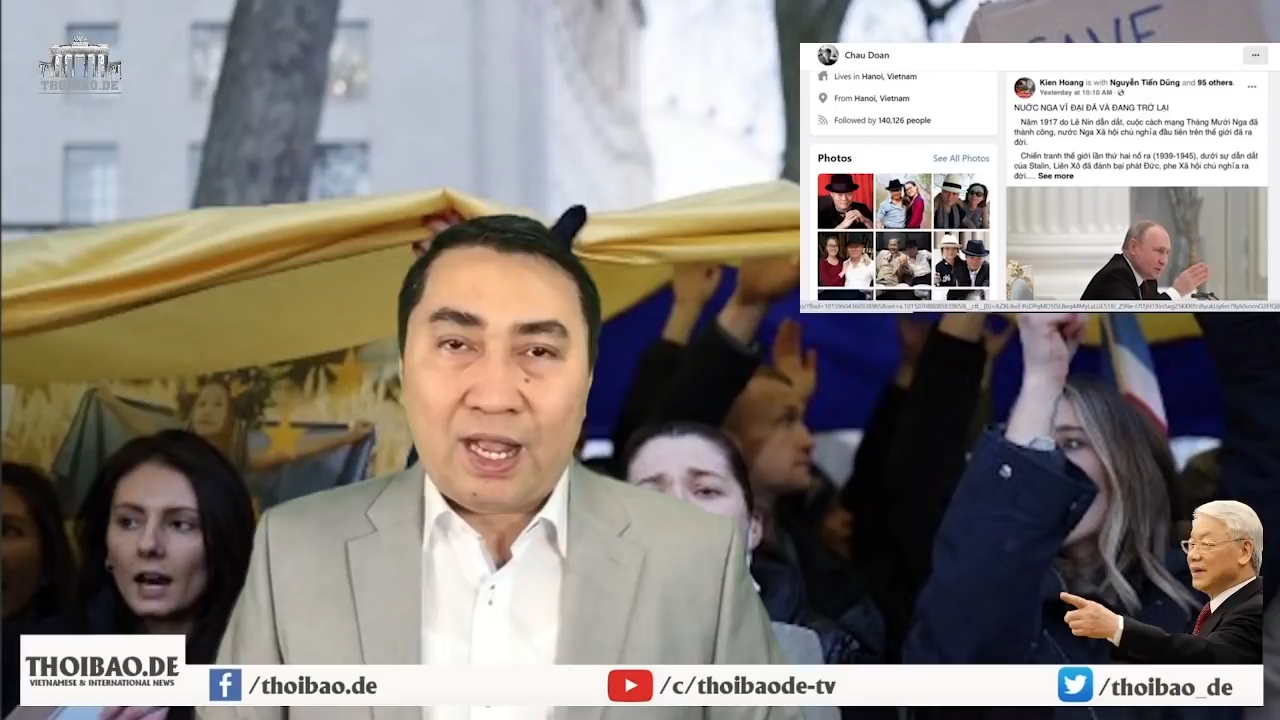 THOIBAO.DE
AVE
Chau Doan
Lives in Hanoi, Vietnam
From Hanoi, Vietnam
Followed by 140,126 people
Photos
See All Photos
Kien Hoang is with Nguyễn Tiến Dũng and 95 others.
Yesterday at 10:10 AM
NƯỚC NGA VĨ ĐẠI ĐÃ VÀ ĐANG TRỞ LẠI
Năm 1917 do Lê Nin dẫn dắt, cuộc cách mạng Tháng Mười Nga đã
thành công, nước Nga Xã hội chủ nghĩa đầu tiên trên thế giới đã ra
đời.
Chiến tranh thế giới lần thứ hai nổ ra (1939-1945), dưới sự dẫn dắt
của Stalin, Liên Xô đã đánh bại phát Đức, phe Xã hội chủ nghĩa ra
đời.... See more
THOIBAO.DE
VIETNAMESE & INTERNATIONAL NEWS
/thoibao.de
/c/thoibaode-tv
/thoibao_de